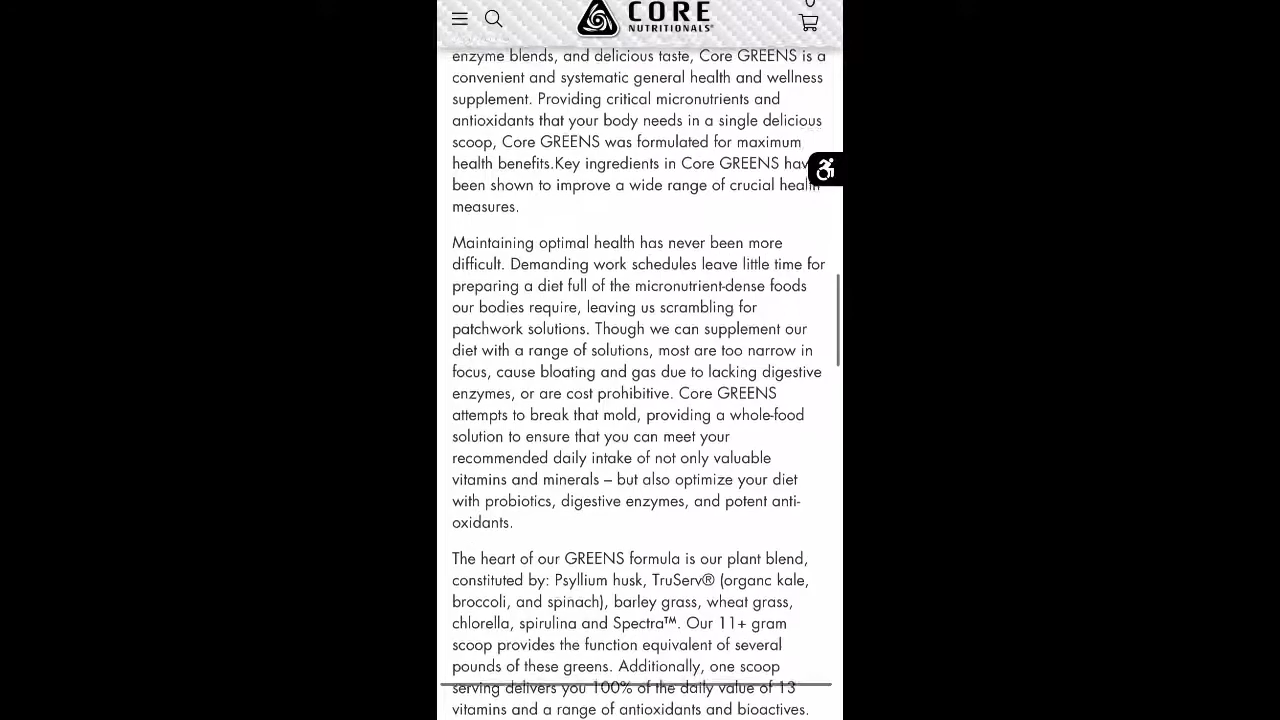 CORE
NUTRITIONALS
enzyme blends, and delicious taste, Core GREENS is a
convenient and systematic general health and wellness
supplement. Providing critical micronutrients and
antioxidants that your body needs in a single delicious
scoop, Core GREENS was formulated for maximum
health benefits.Key ingredients in Core GREENS hav
been shown to improve a wide range of crucial health
measures.
Maintaining optimal health has never been more
difficult. Demanding work schedules leave little time for
preparing a diet full of the micronutrient-dense foods
our bodies require, leaving us scrambling for
patchwork solutions. Though we can supplement our
diet with a range of solutions, most are too narrow in
focus, cause bloating and gas due to lacking digestive
enzymes, or are cost prohibitive. Core GREENS
attempts to break that mold, providing a whole-food
solution to ensure that you can meet your
recommended daily intake of not only valuable
vitamins and minerals – but also optimize your diet
with probiotics, digestive enzymes, and potent anti-
oxidants.
The heart of our GREENS formula is our plant blend,
constituted by: Psyllium husk, TruServ® (organc kale,
broccoli, and spinach), barley grass, wheat grass,
chlorella, spirulina and Spectra™. Our 11+ gram
scoop provides the function equivalent of several
pounds of these greens. Additionally, one scoop
serving delivers you 100% of the daily value of 13
vitamins and a range of antioxidants and bioactives.